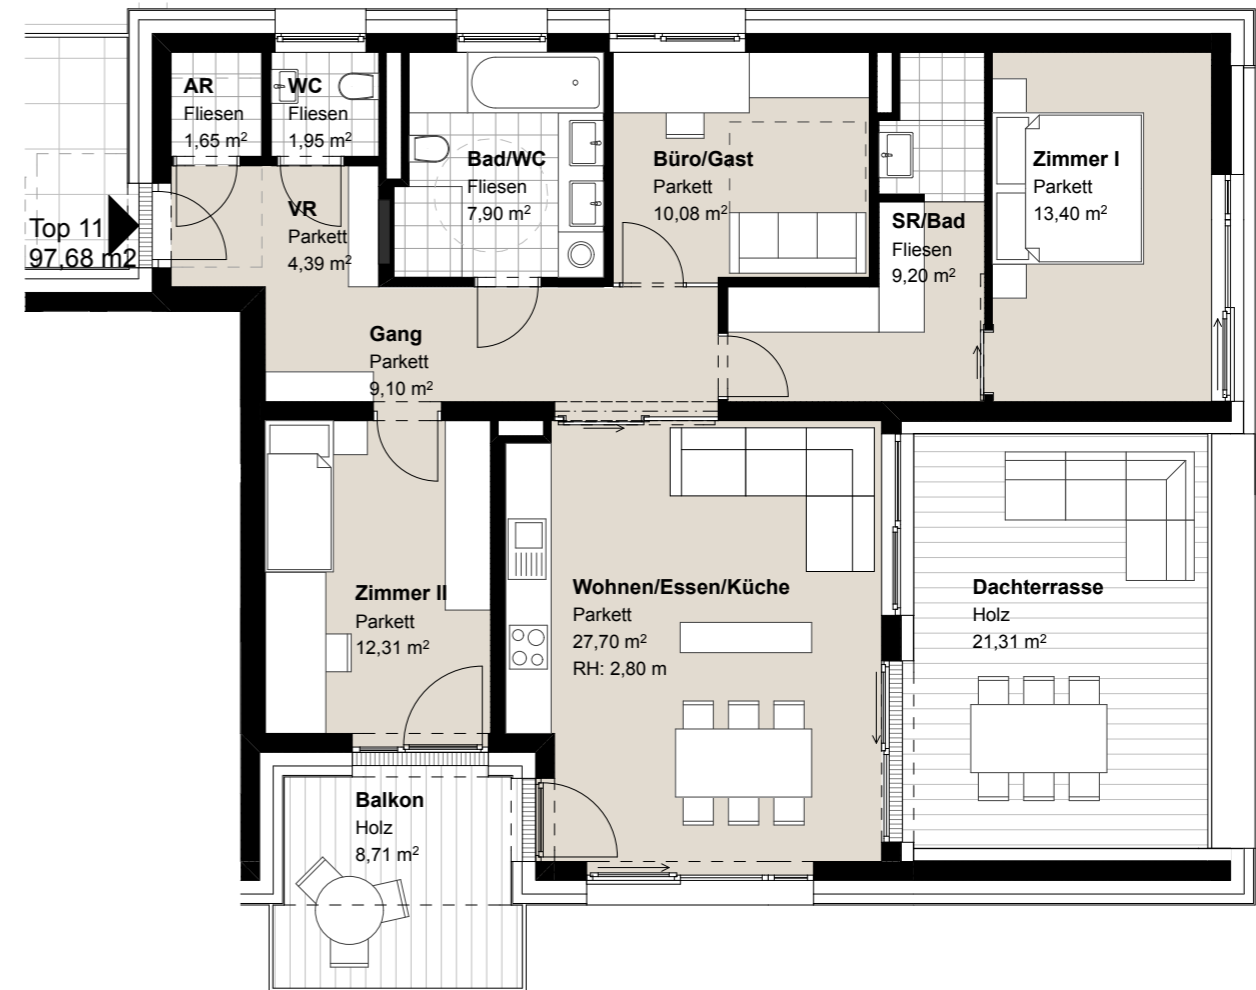 AR
Fliesen
1,65 m²
WC
Fliesen
1,95 m²
Bad/WC
Fliesen
7,90 m²
Büro/Gast
Parkett
10,08 m²
Zimmer I
Parkett
13,40 m²
Top 11
97,68 m2
VR
Parkett
4,39 m²
SR/Bad
Fliesen
9,20 m²
Gang
Parkett
9,10 m²
Zimmer II
Parkett
12,31 m²
Wohnen/Essen/Küche
Parkett
27,70 m²
RH: 2,80 m
Dachterrasse
Holz
21,31 m²
Balkon
Holz
8,71 m²